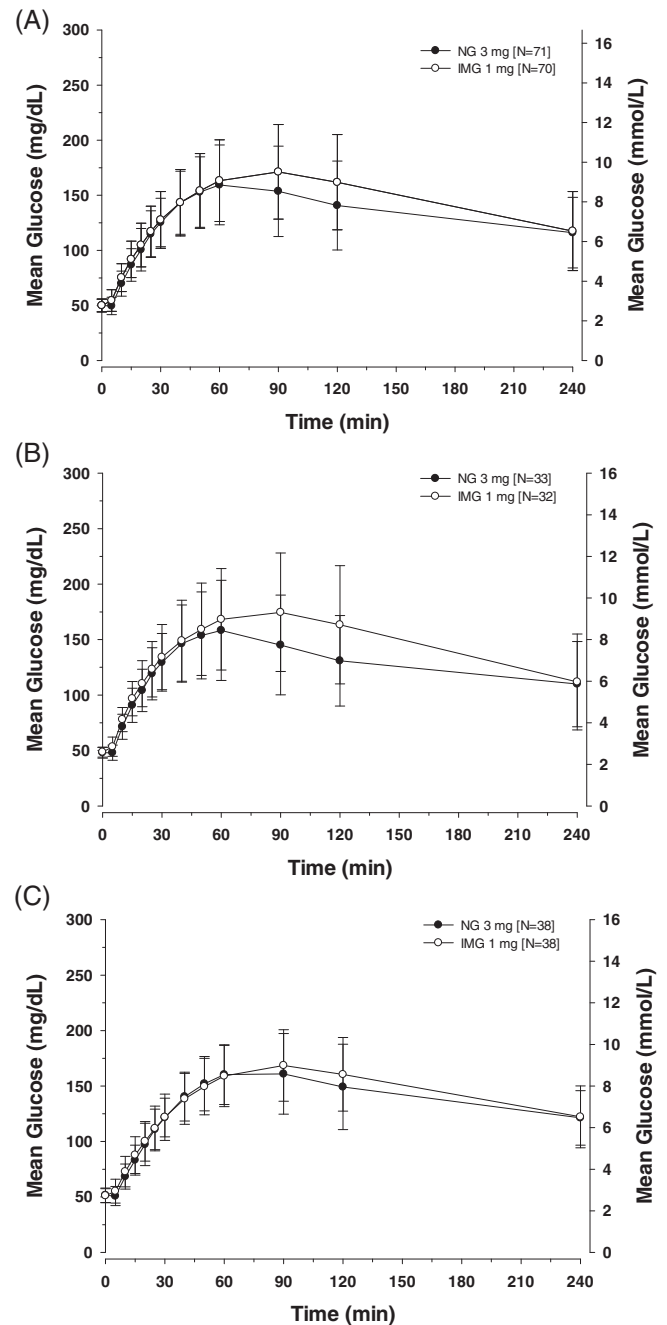 (A)
NG 3 mg [N=71]
IMG 1 mg [N=70]
Mean Glucose (mg/dL)
300
250
200
150
100
50
0
Mean Glucose (mmol/L)
16
14
12
10
8
6
4
2
0
0 30 60 90 120 150 180 210 240
Time (min)
(B)
NG 3 mg [N=33]
IMG 1 mg [N=32]
Mean Glucose (mg/dL)
300
250
200
150
100
50
0
Mean Glucose (mmol/L)
16
14
12
10
8
6
4
2
0
0 30 60 90 120 150 180 210 240
Time (min)
(C)
NG 3 mg [N=38]
IMG 1 mg [N=38]
Mean Glucose (mg/dL)
300
250
200
150
100
50
0
Mean Glucose (mmol/L)
16
14
12
10
8
6
4
2
0
0 30 60 90 120 150 180 210 240
Time (min)